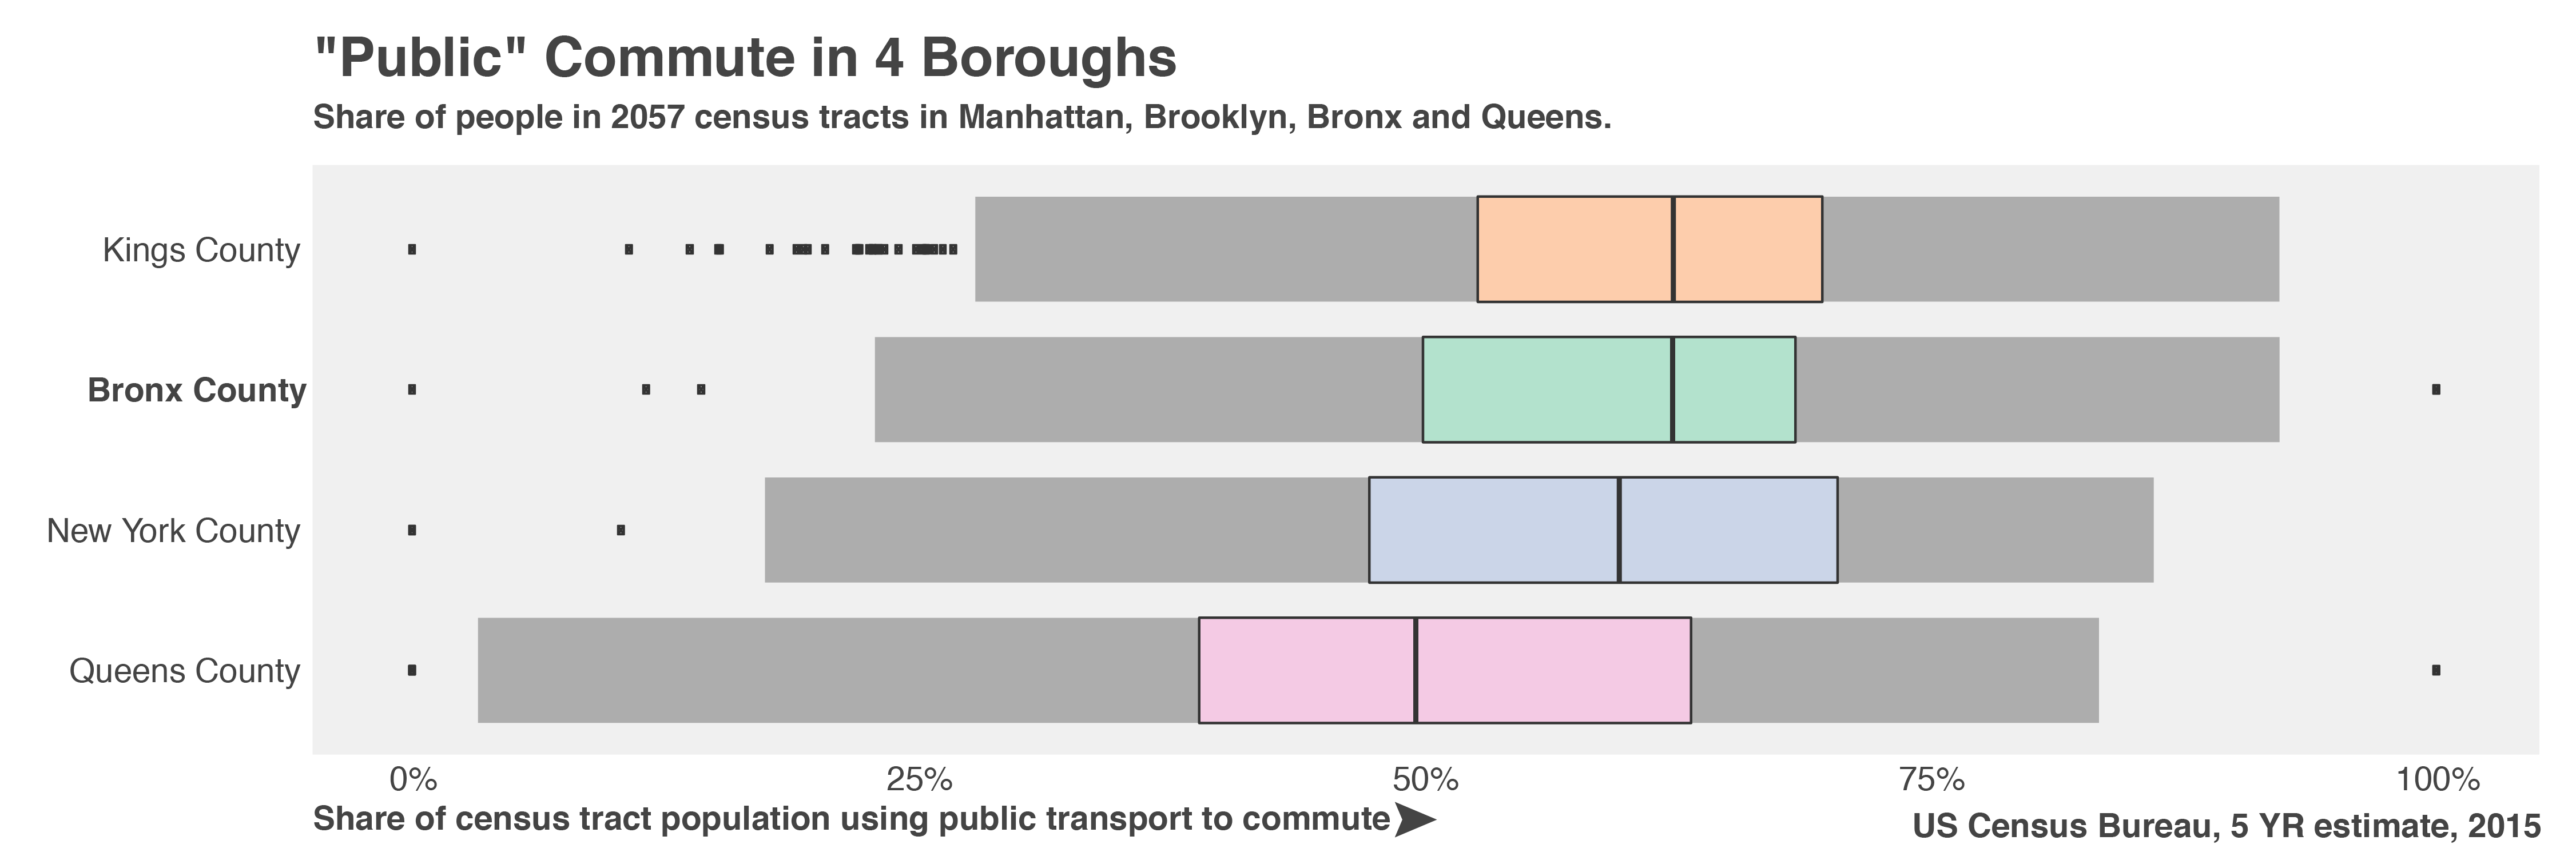 "Public" Commute in 4 Boroughs
Share of people in 2057 census tracts in Manhattan, Brooklyn, Bronx and Queens.
Kings County
Bronx County
New York County
Queens County
0% 25% 50% 75% 100%
Share of census tract population using public transport to commute
US Census Bureau, 5 YR estimate, 2015